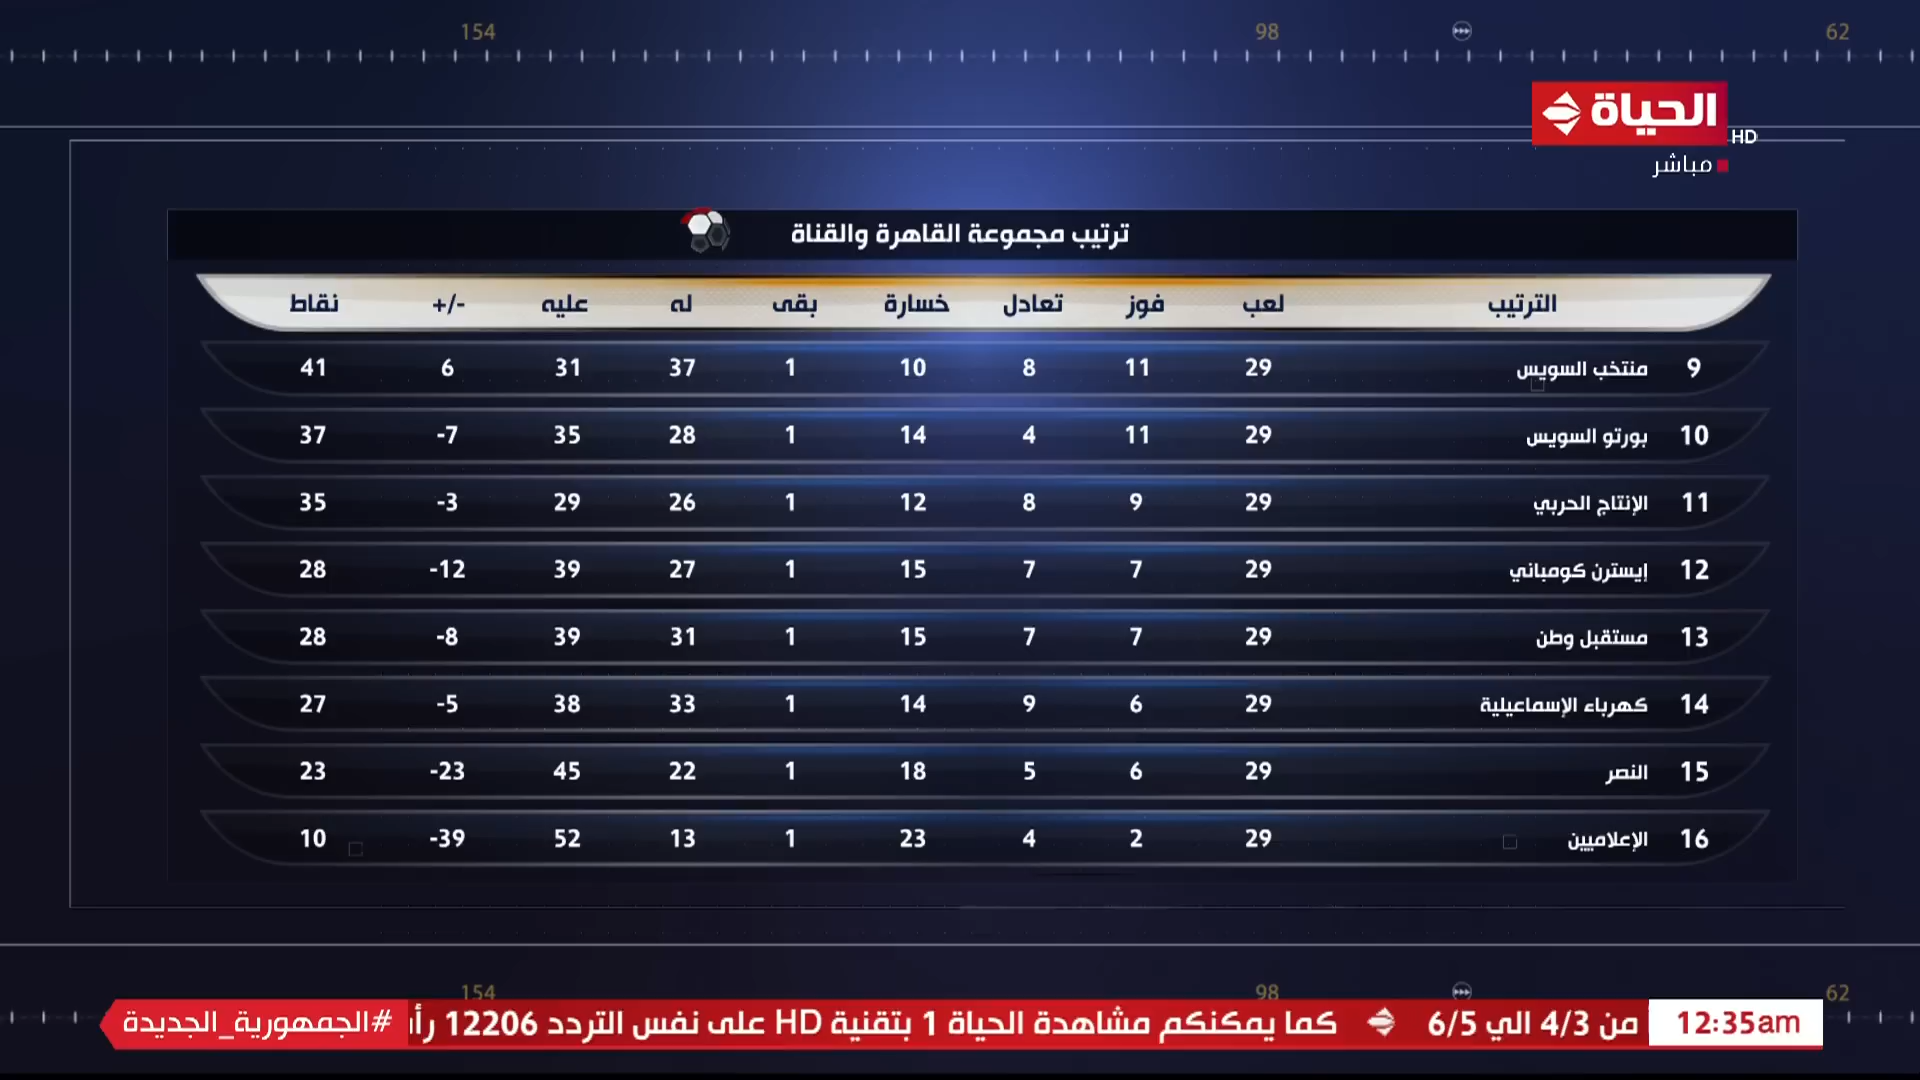 154 98 62
الحياة
HD
مباشر
ترتيب مجموعة القاهرة والقناة
الترتيب لعب فوز تعادل خسارة بقى له عليه +/- نقاط
9 منتخب السويس 29 11 8 10 1 37 31 6 41
10 بورتو السويس 29 11 4 14 1 28 35 -7 37
11 الإنتاج الحربي 29 9 8 12 1 26 29 -3 35
12 إيسترن كومباني 29 7 7 15 1 27 39 -12 28
13 مستقبل وطن 29 7 7 15 1 31 39 -8 28
14 كهرباء الإسماعيلية 29 6 9 14 1 33 38 -5 27
15 النصر 29 6 5 18 1 22 45 -23 23
16 الإعلاميين 29 2 4 23 1 13 52 -39 10
154 98 62
12:35am من 4/3 الي 6/5 كما يمكنكم مشاهدة الحياة 1 بتقنية HD على نفس التردد 12206 رأ #الجمهورية_الجديدة